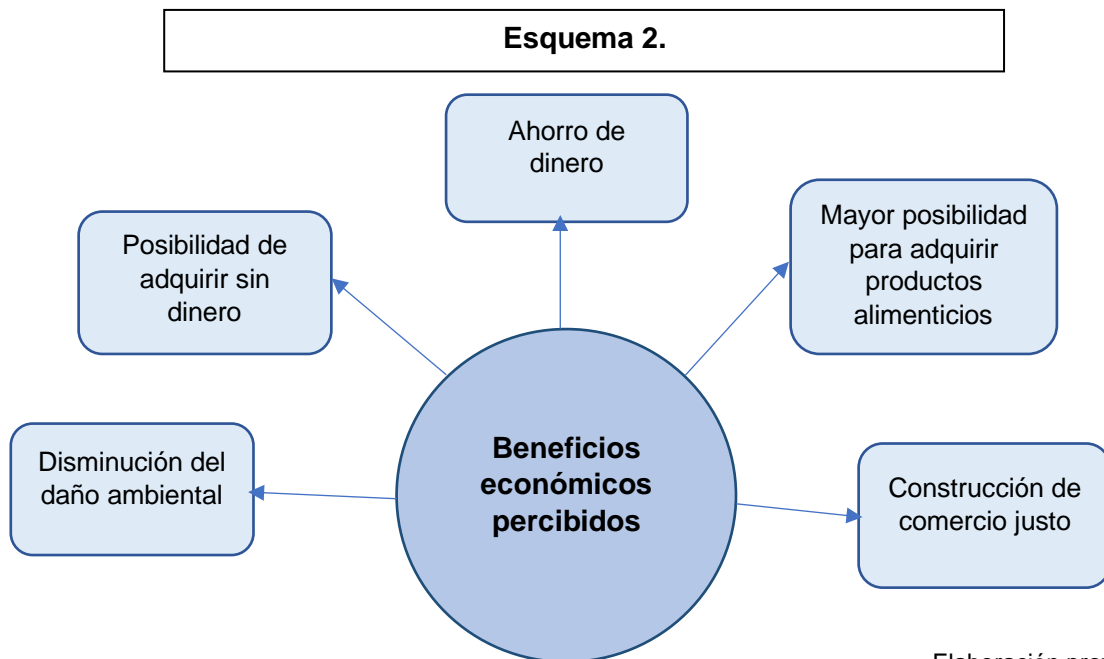 Esquema 2.
Ahorro de
dinero
Posibilidad de
adquirir sin
dinero
Mayor posibilidad
para adquirir
productos
alimenticios
Disminución del
daño ambiental
Beneficios
económicos
percibidos
Construcción de
comercio justo
Elaboración